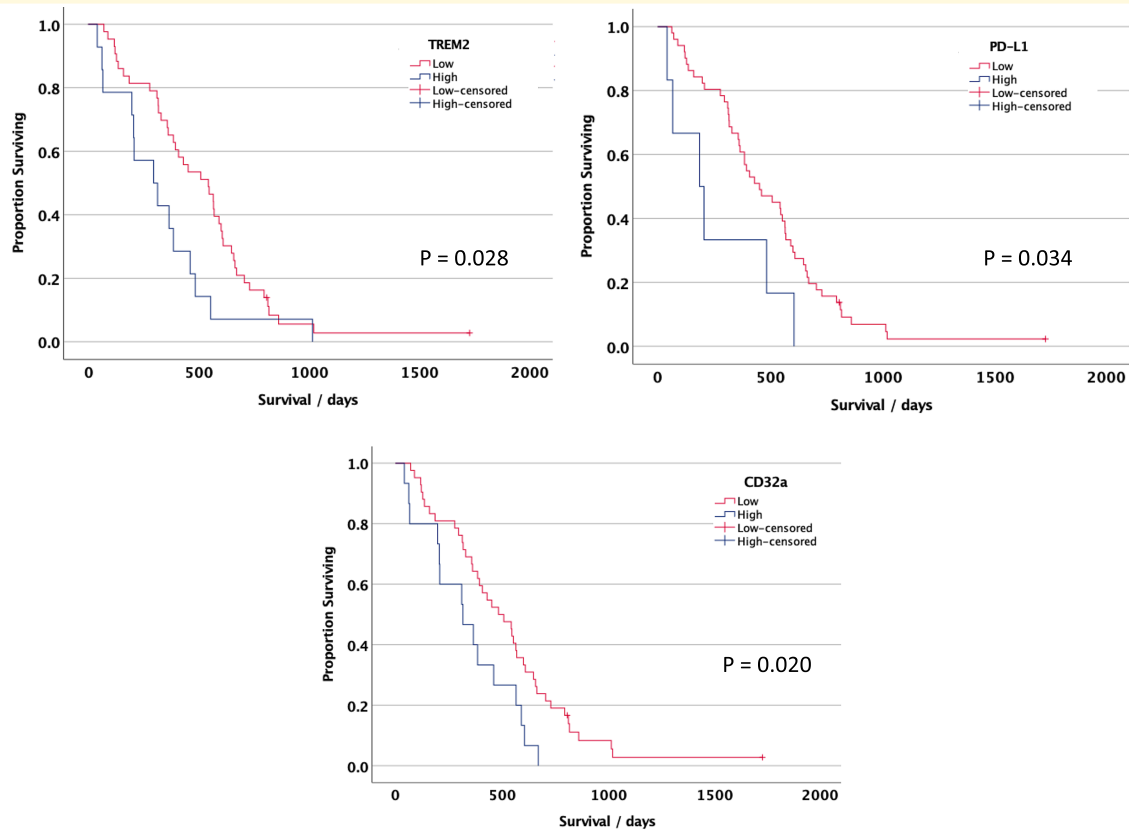 TREM2
Low
High
Low-censored
High-censored
1.0
0.8
0.6
0.4
0.2
0.0
Proportion Surviving
P = 0.028
0 500 1000 1500 2000
Survival / days
PD-L1
Low
High
Low-censored
High-censored
1.0
0.8
0.6
0.4
0.2
0.0
Proportion Surviving
P = 0.034
0 500 1000 1500 2000
Survival / days
CD32a
Low
High
Low-censored
High-censored
1.0
0.8
0.6
0.4
0.2
0.0
Proportion Surviving
P = 0.020
0 500 1000 1500 2000
Survival / days